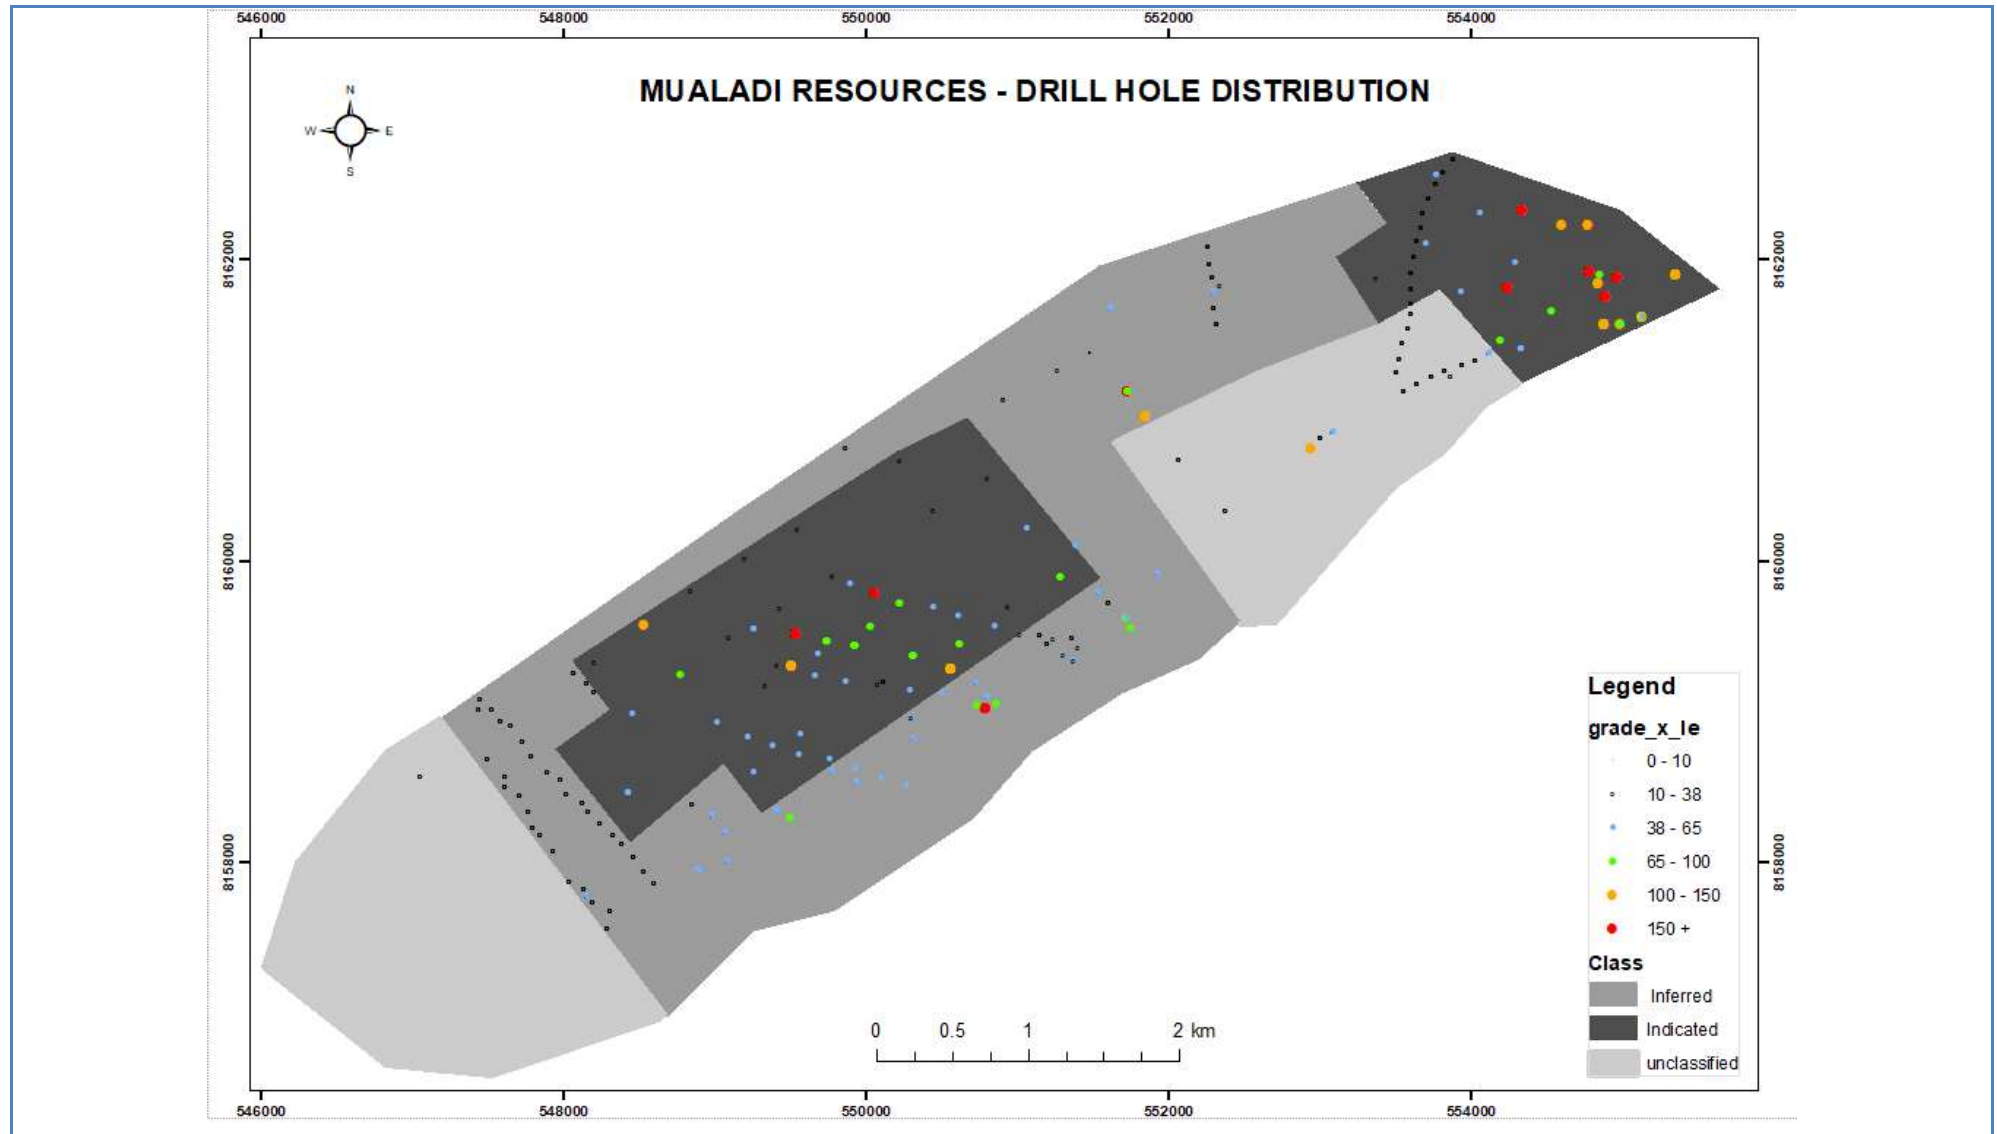 546000 548000 550000 552000 554000
MUALADI RESOURCES - DRILL HOLE DISTRIBUTION
N
W E
S
8162000 8162000
8160000 8160000
8158000 8158000
Legend
grade_x_le
0 - 10
10 - 38
38 - 65
65 - 100
100 - 150
150 +
Class
Inferred
Indicated
unclassified
0 0.5 1 2 km
546000 548000 550000 552000 554000